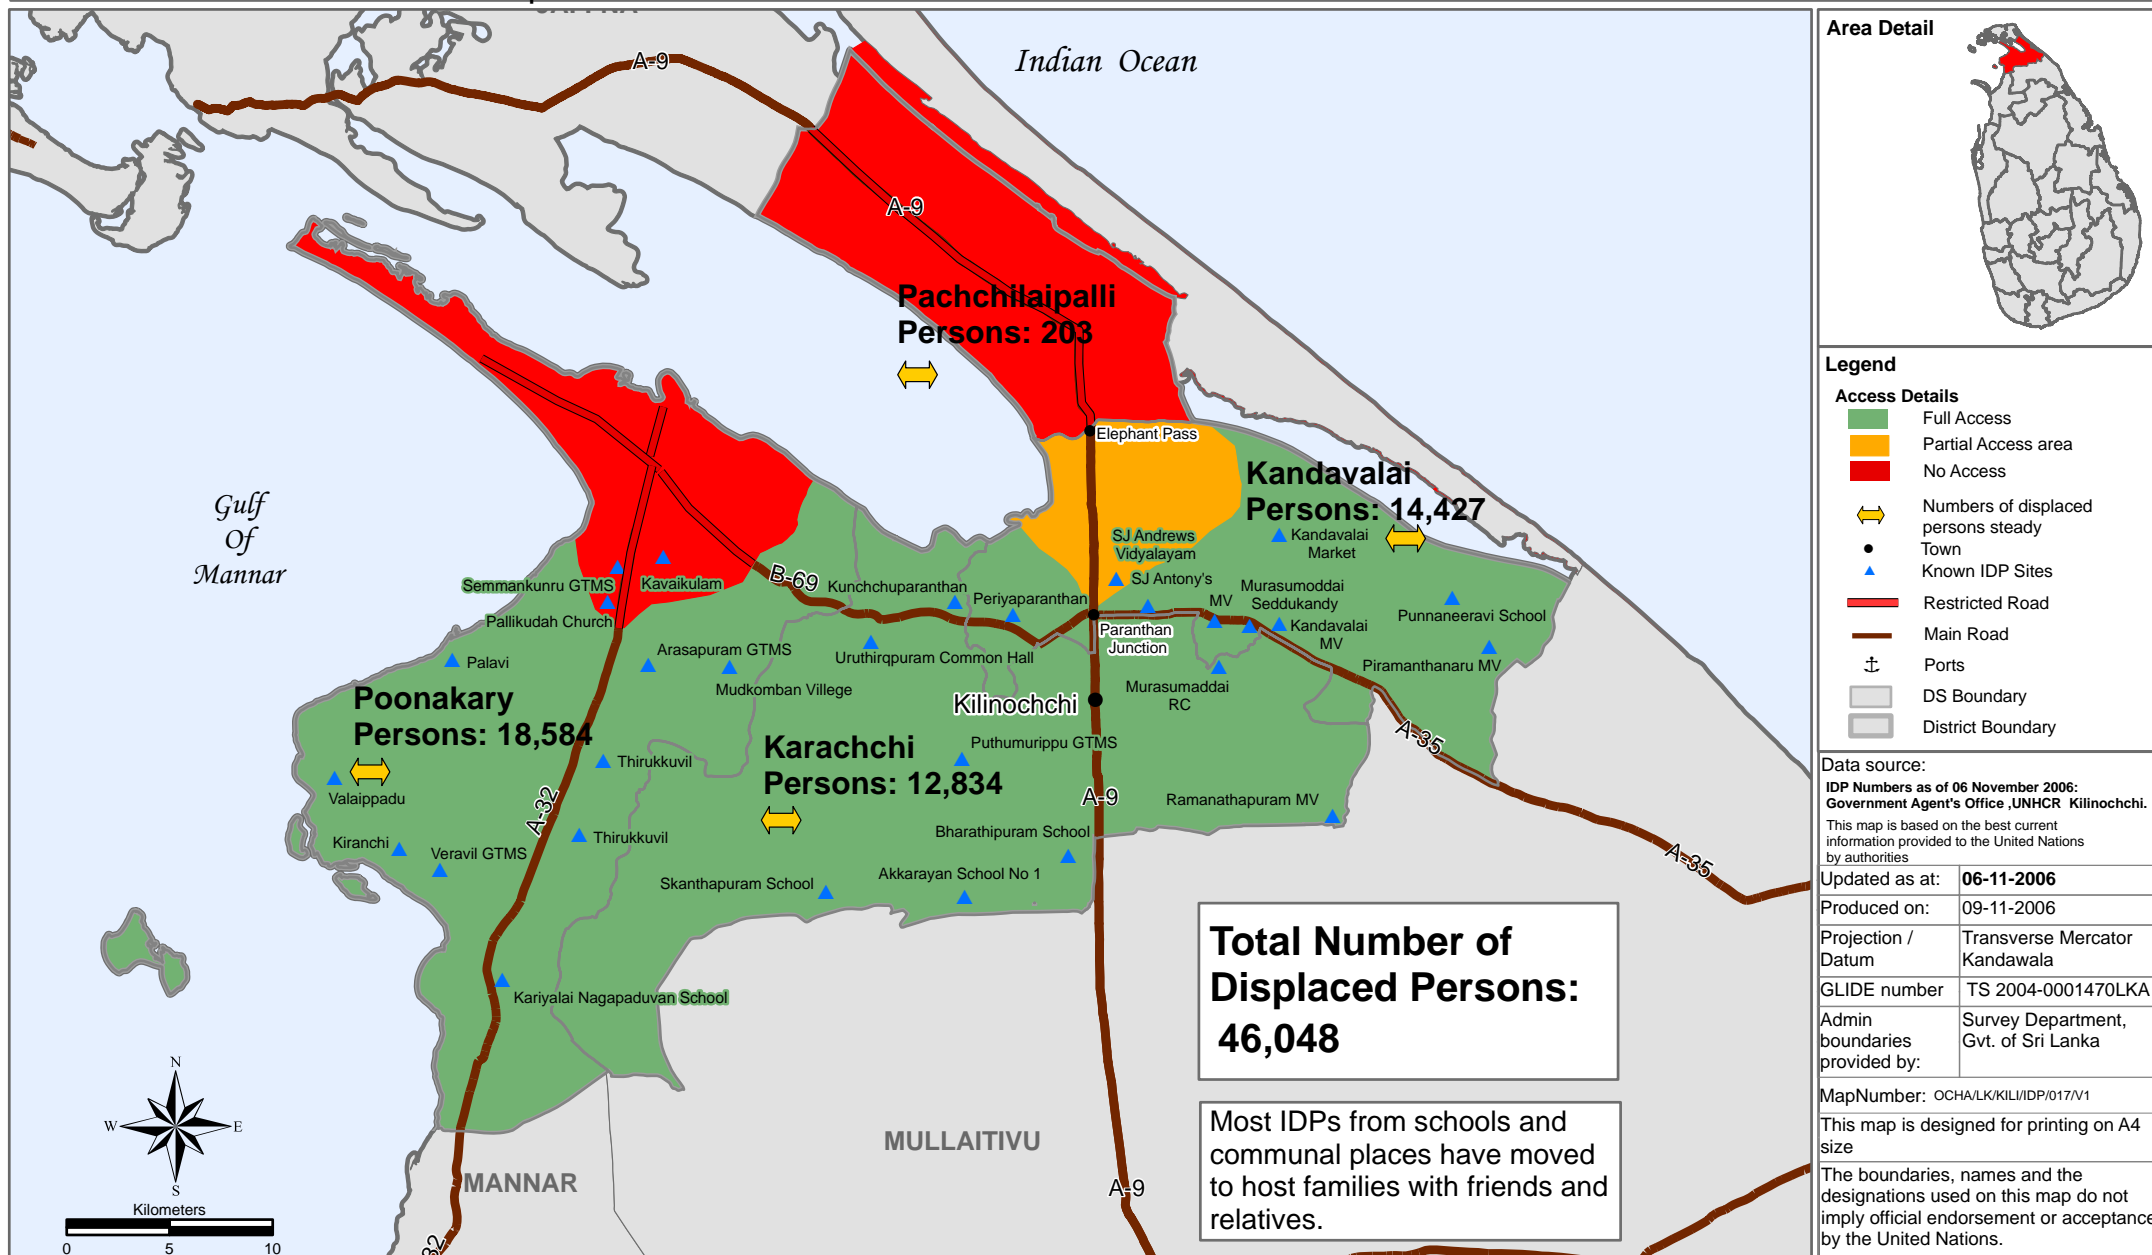 Indian Ocean
A-9
A-9
Pachchilaipalli
Persons: 203
Elephant Pass
Gulf
Of
Mannar
Kandavalai
Persons: 14,427
SJ Andrews
Vidyalayam
Kandavalai
Market
SJ Antony's
MV
Murasumoddai
Seddukandy
Kandavalai
MV
Punnaneeravi School
Piramanthanaru MV
Semmankunru GTMS
Kavaikulam
B-69
Kunchchuparanthan
Periyaparanthan
Pallikudah Church
Paranthan
Junction
Arasapuram GTMS
Uruthirqpuram Common Hall
Palavi
Mudkomban Villege
Murasumaddai
RC
Poonakary
Persons: 18,584
Kilinochchi
Karachchi
Persons: 12,834
Puthumurippu GTMS
A-35
Thirukkuvil
Valaippadu
A-32
A-9
Ramanathapuram MV
Kiranchi
Veravil GTMS
Thirukkuvil
Bharathipuram School
A-35
Skanthapuram School
Akkarayan School No 1
Kariyalai Nagapaduvan School
Total Number of
Displaced Persons:
46,048
Most IDPs from schools and
communal places have moved
to host families with friends and
relatives.
MULLAITIVU
MANNAR
A-9
32
N
W
E
S
Kilometers
0 5 10
Area Detail
Legend
Access Details
Full Access
Partial Access area
No Access
Numbers of displaced
persons steady
Town
Known IDP Sites
Restricted Road
Main Road
Ports
DS Boundary
District Boundary
Data source:
IDP Numbers as of 06 November 2006:
Government Agent's Office ,UNHCR Kilinochchi.
This map is based on the best current
information provided to the United Nations
by authorities
Updated as at: 06-11-2006
Produced on: 09-11-2006
Projection / Transverse Mercator
Datum Kandawala
GLIDE number TS 2004-0001470LKA
Admin Survey Department,
boundaries Gvt. of Sri Lanka
provided by:
MapNumber: OCHA/LK/KILI/IDP/017/V1
This map is designed for printing on A4
size
The boundaries, names and the
designations used on this map do not
imply official endorsement or acceptance
by the United Nations.